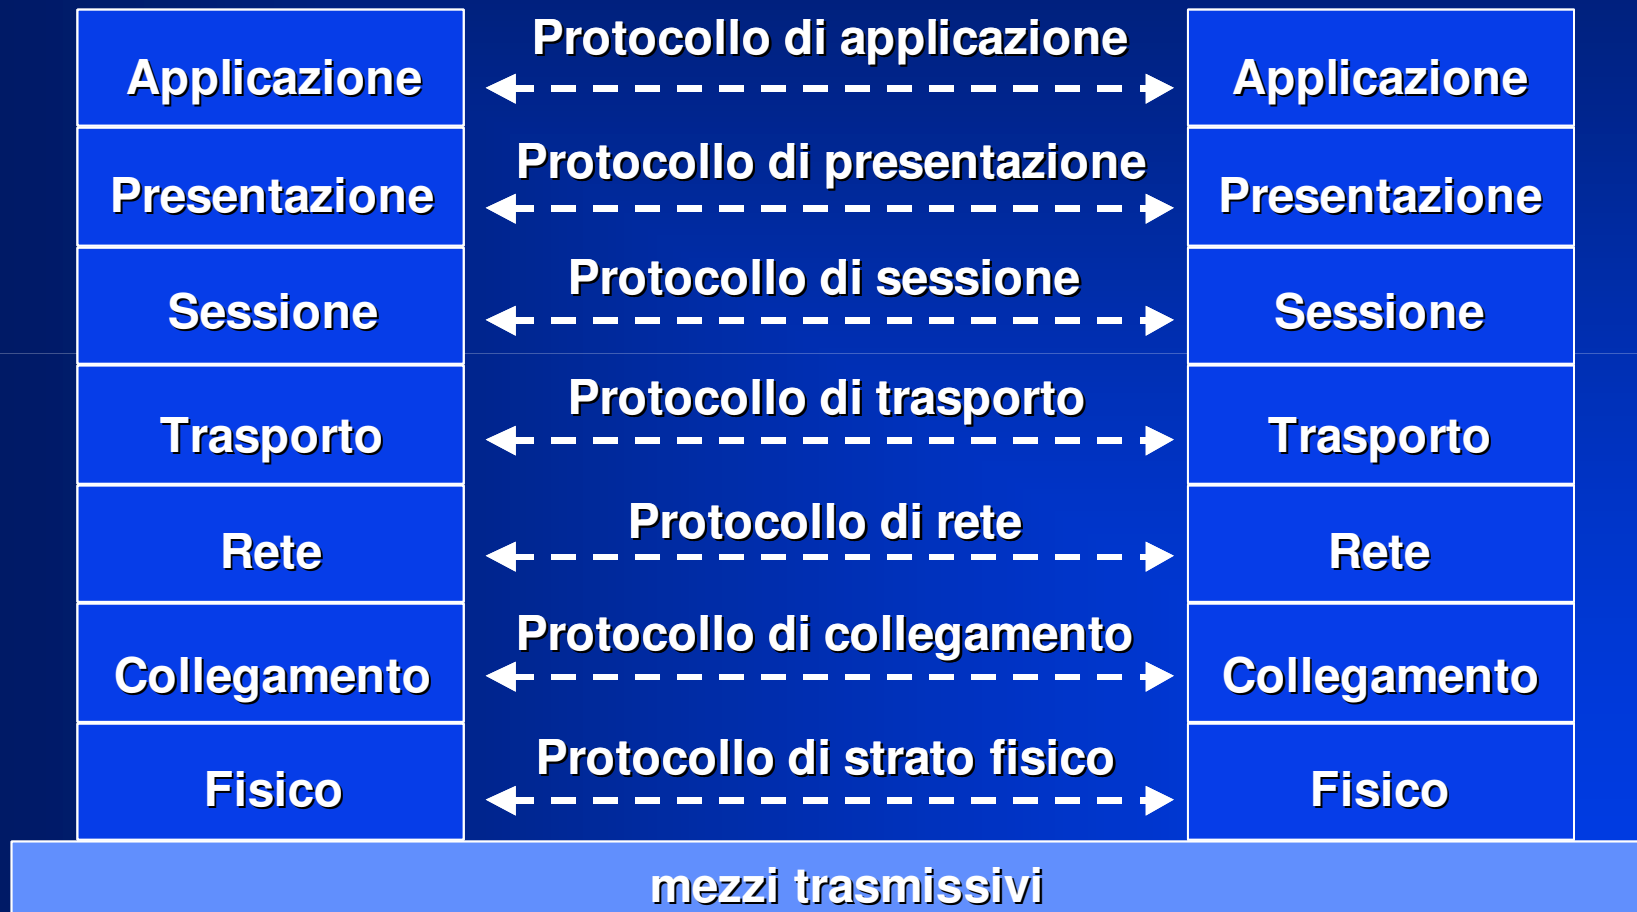 Protocollo di applicazione
Applicazione
Applicazione
Protocollo di presentazione
Presentazione
Presentazione
Protocollo di sessione
Sessione
Sessione
Protocollo di trasporto
Trasporto
Trasporto
Protocollo di rete
Rete
Rete
Protocollo di collegamento
Collegamento
Collegamento
Protocollo di strato fisico
Fisico
Fisico
mezzi trasmissivi